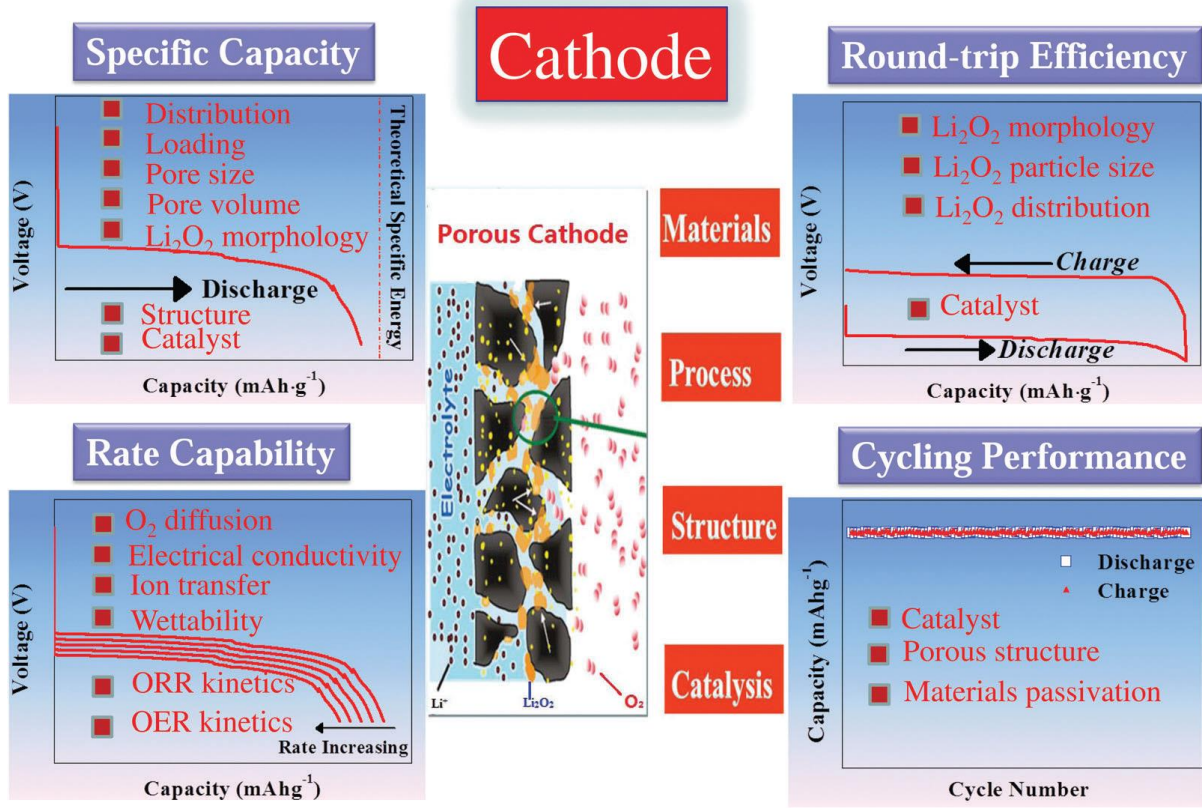 Cathode
Specific Capacity
Voltage (V)
Distribution
Loading
Pore size
Pore volume
Li₂O₂ morphology
Discharge
Structure
Catalyst
Theoretical Specific Energy
Capacity (mAh·g⁻¹)
Rate Capability
Voltage (V)
O₂ diffusion
Electrical conductivity
Ion transfer
Wettability
ORR kinetics
OER kinetics
Rate Increasing
Capacity (mAhg⁻¹)
Porous Cathode
Electrolyte
Li⁺
Li₂O₂
O₂
Materials
Process
Structure
Catalysis
Round-trip Efficiency
Voltage (V)
Li₂O₂ morphology
Li₂O₂ particle size
Li₂O₂ distribution
Charge
Catalyst
Discharge
Capacity (mAh·g⁻¹)
Cycling Performance
Capacity (mAhg⁻¹)
Discharge
Charge
Catalyst
Porous structure
Materials passivation
Cycle Number